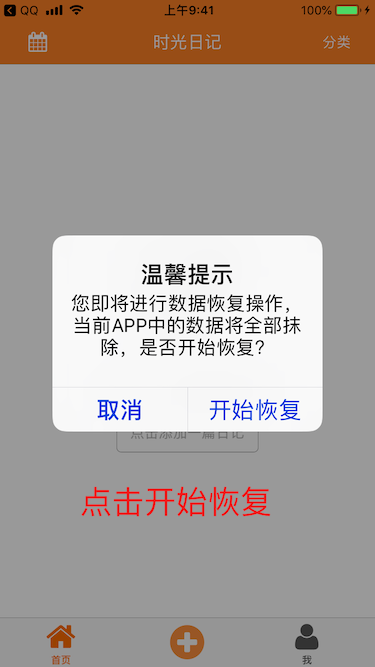 QQ 上午9:41 100%
时光日记 分类
温馨提示
您即将进行数据恢复操作，
当前APP中的数据将全部抹
除，是否开始恢复？
取消 开始恢复
点击添加一篇日记
点击开始恢复
首页 我